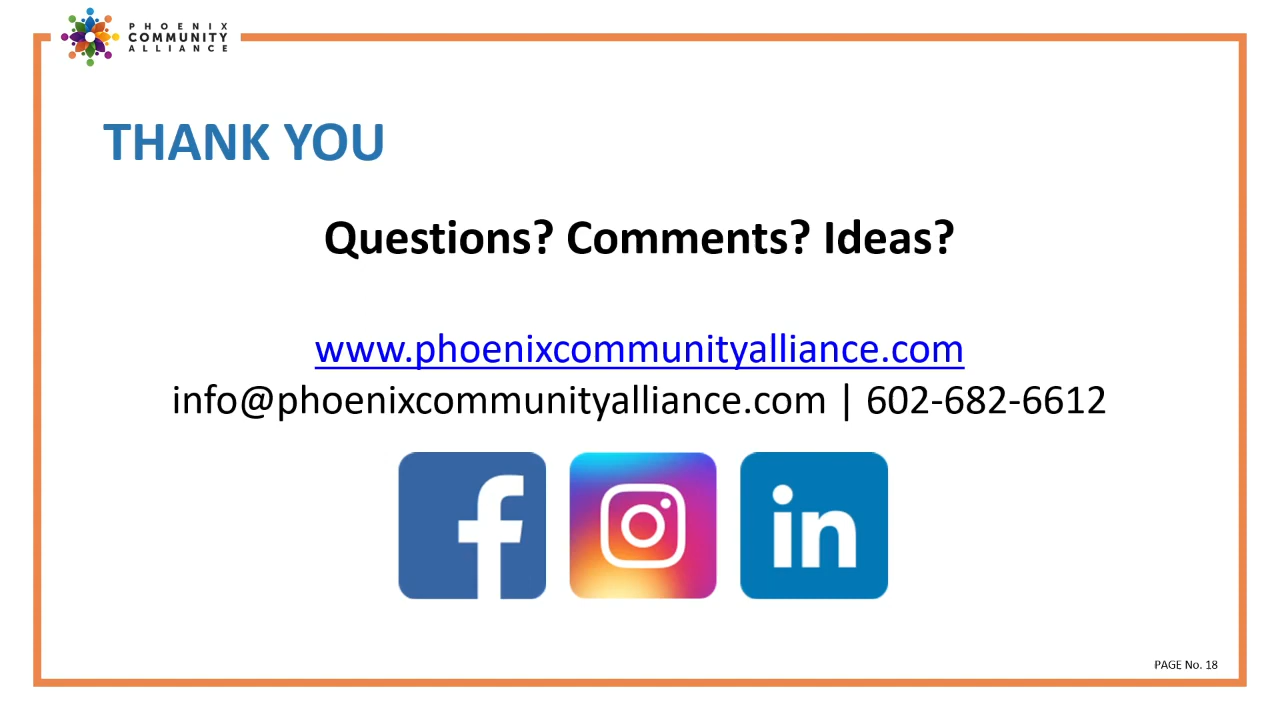 PHOENIX
COMMUNITY
ALLIANCE
THANK YOU
Questions? Comments? Ideas?
www.phoenixcommunityalliance.com
info@phoenixcommunityalliance.com | 602-682-6612
f
in
PAGE No. 18